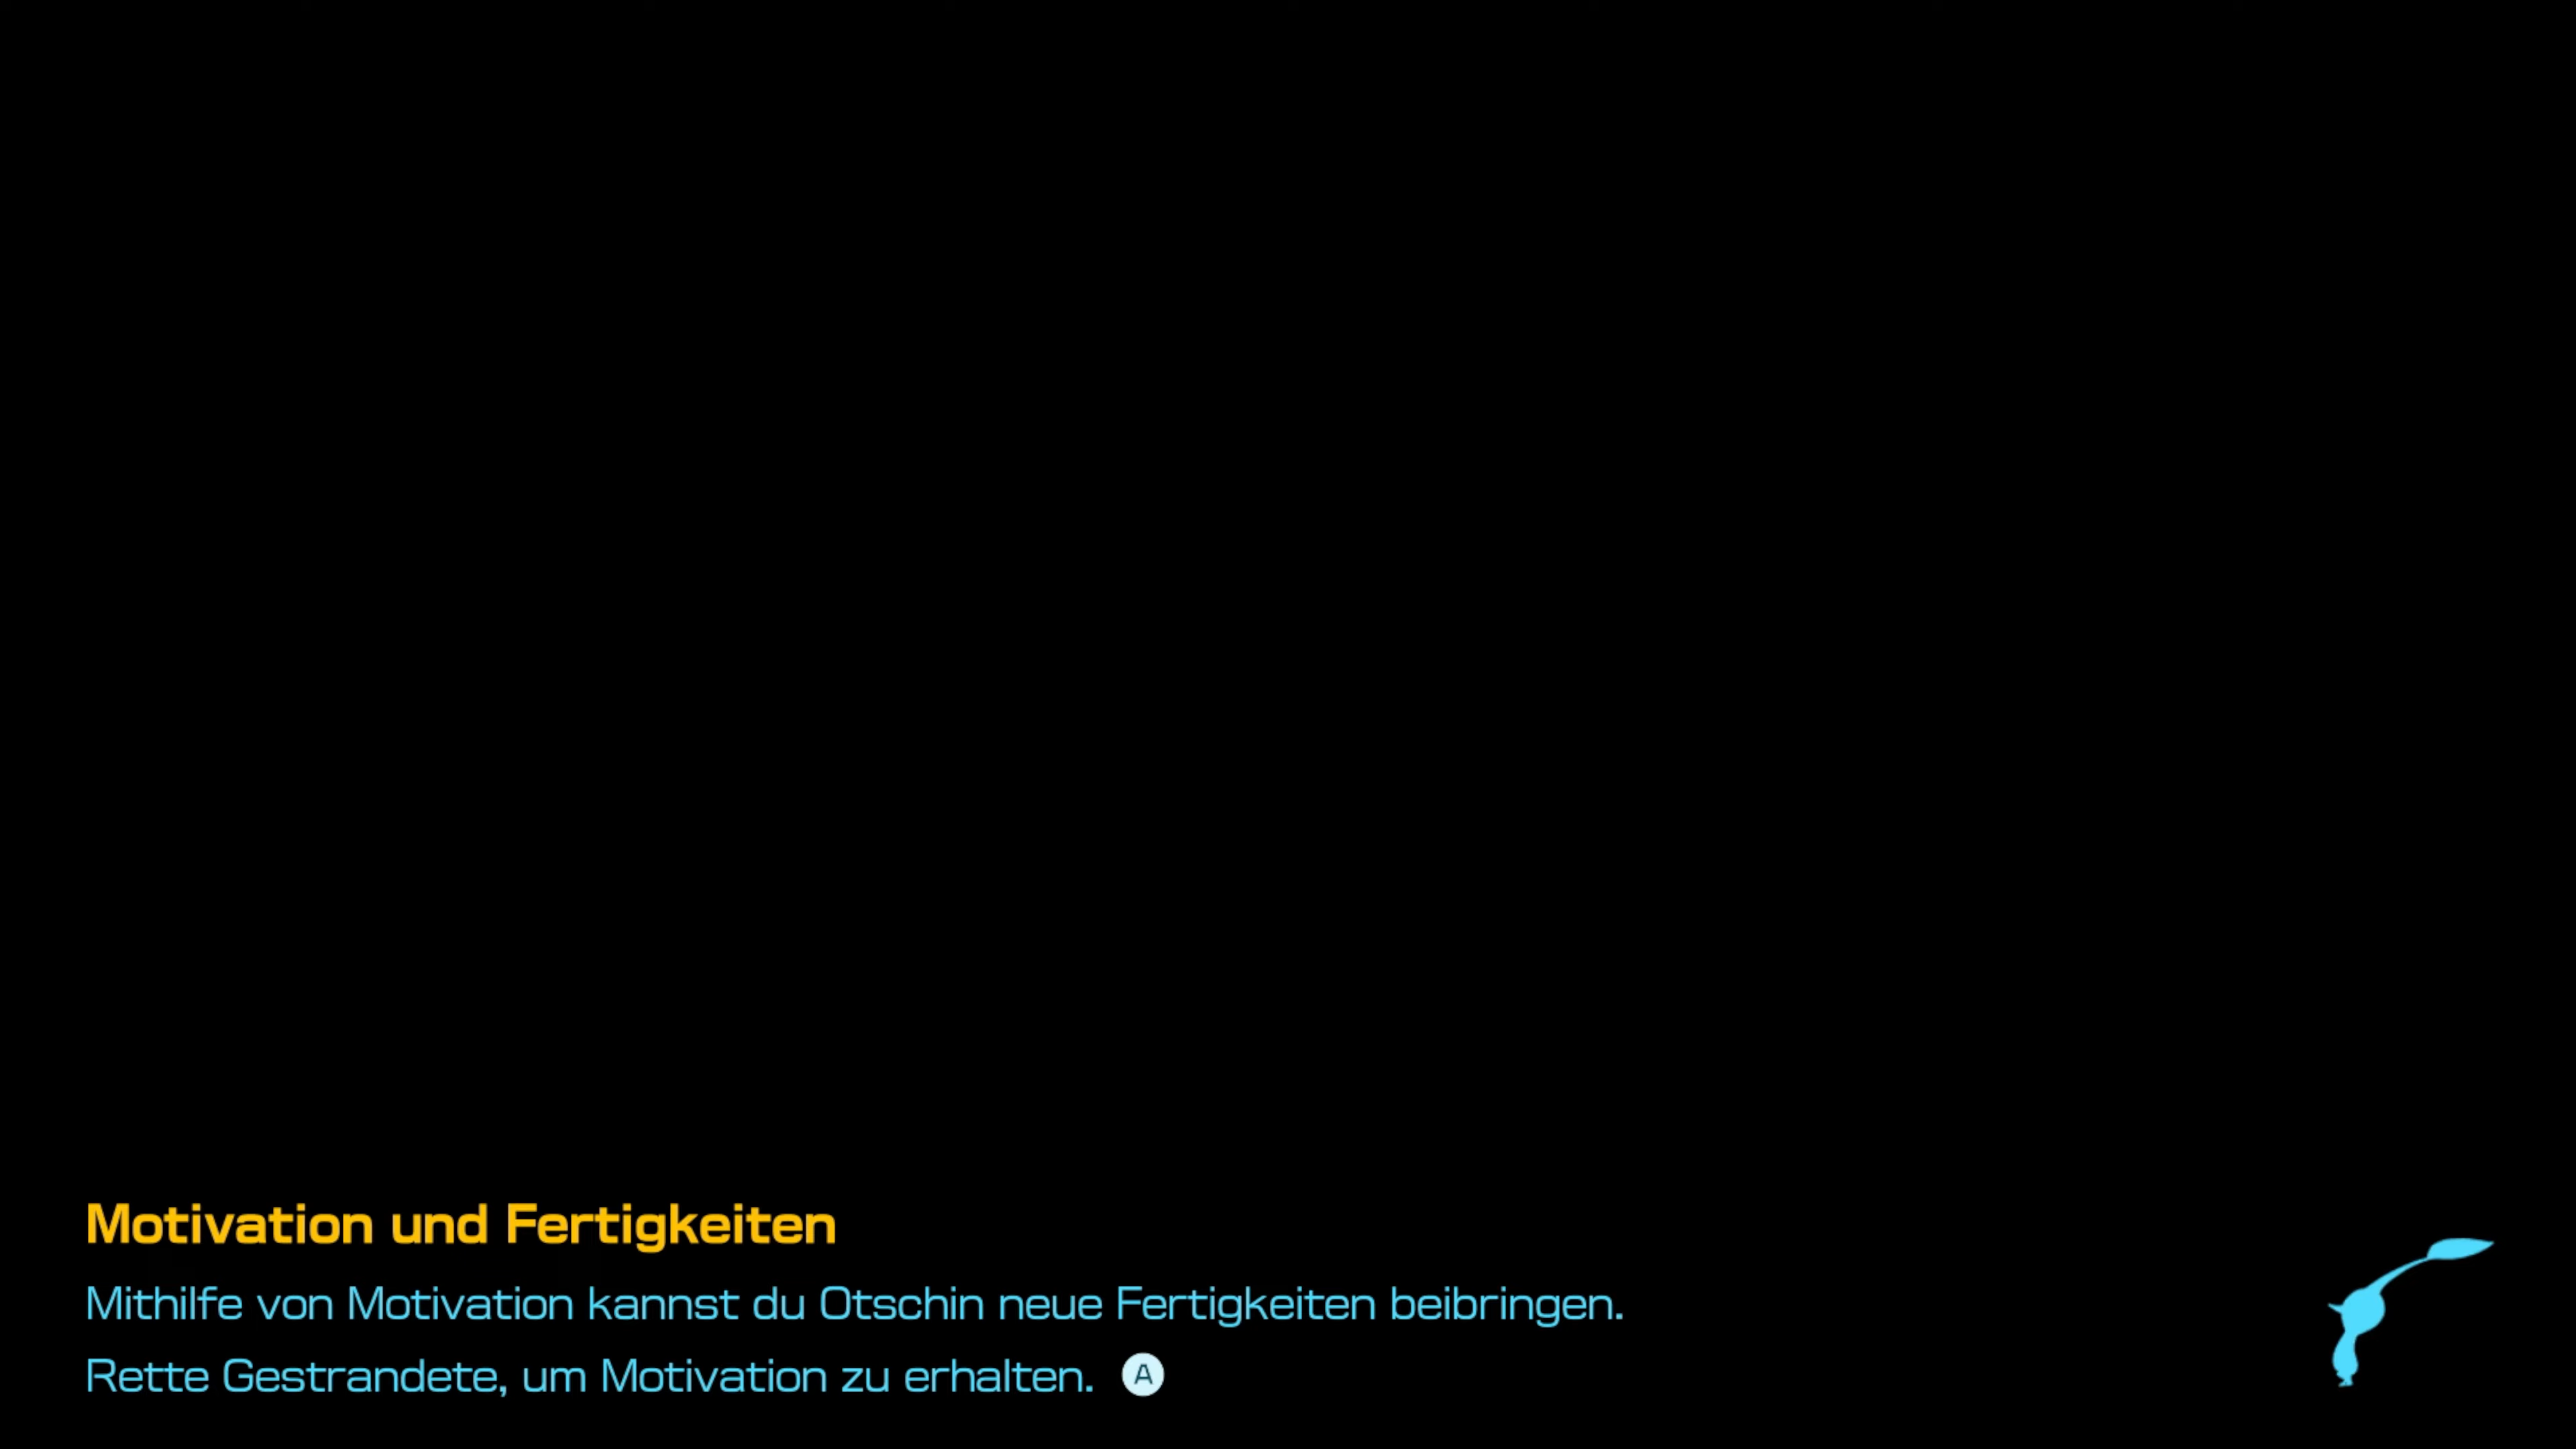 Motivation und Fertigkeiten
Mithilfe von Motivation kannst du Otschin neue Fertigkeiten beibringen.
Rette Gestrandete, um Motivation zu erhalten. A